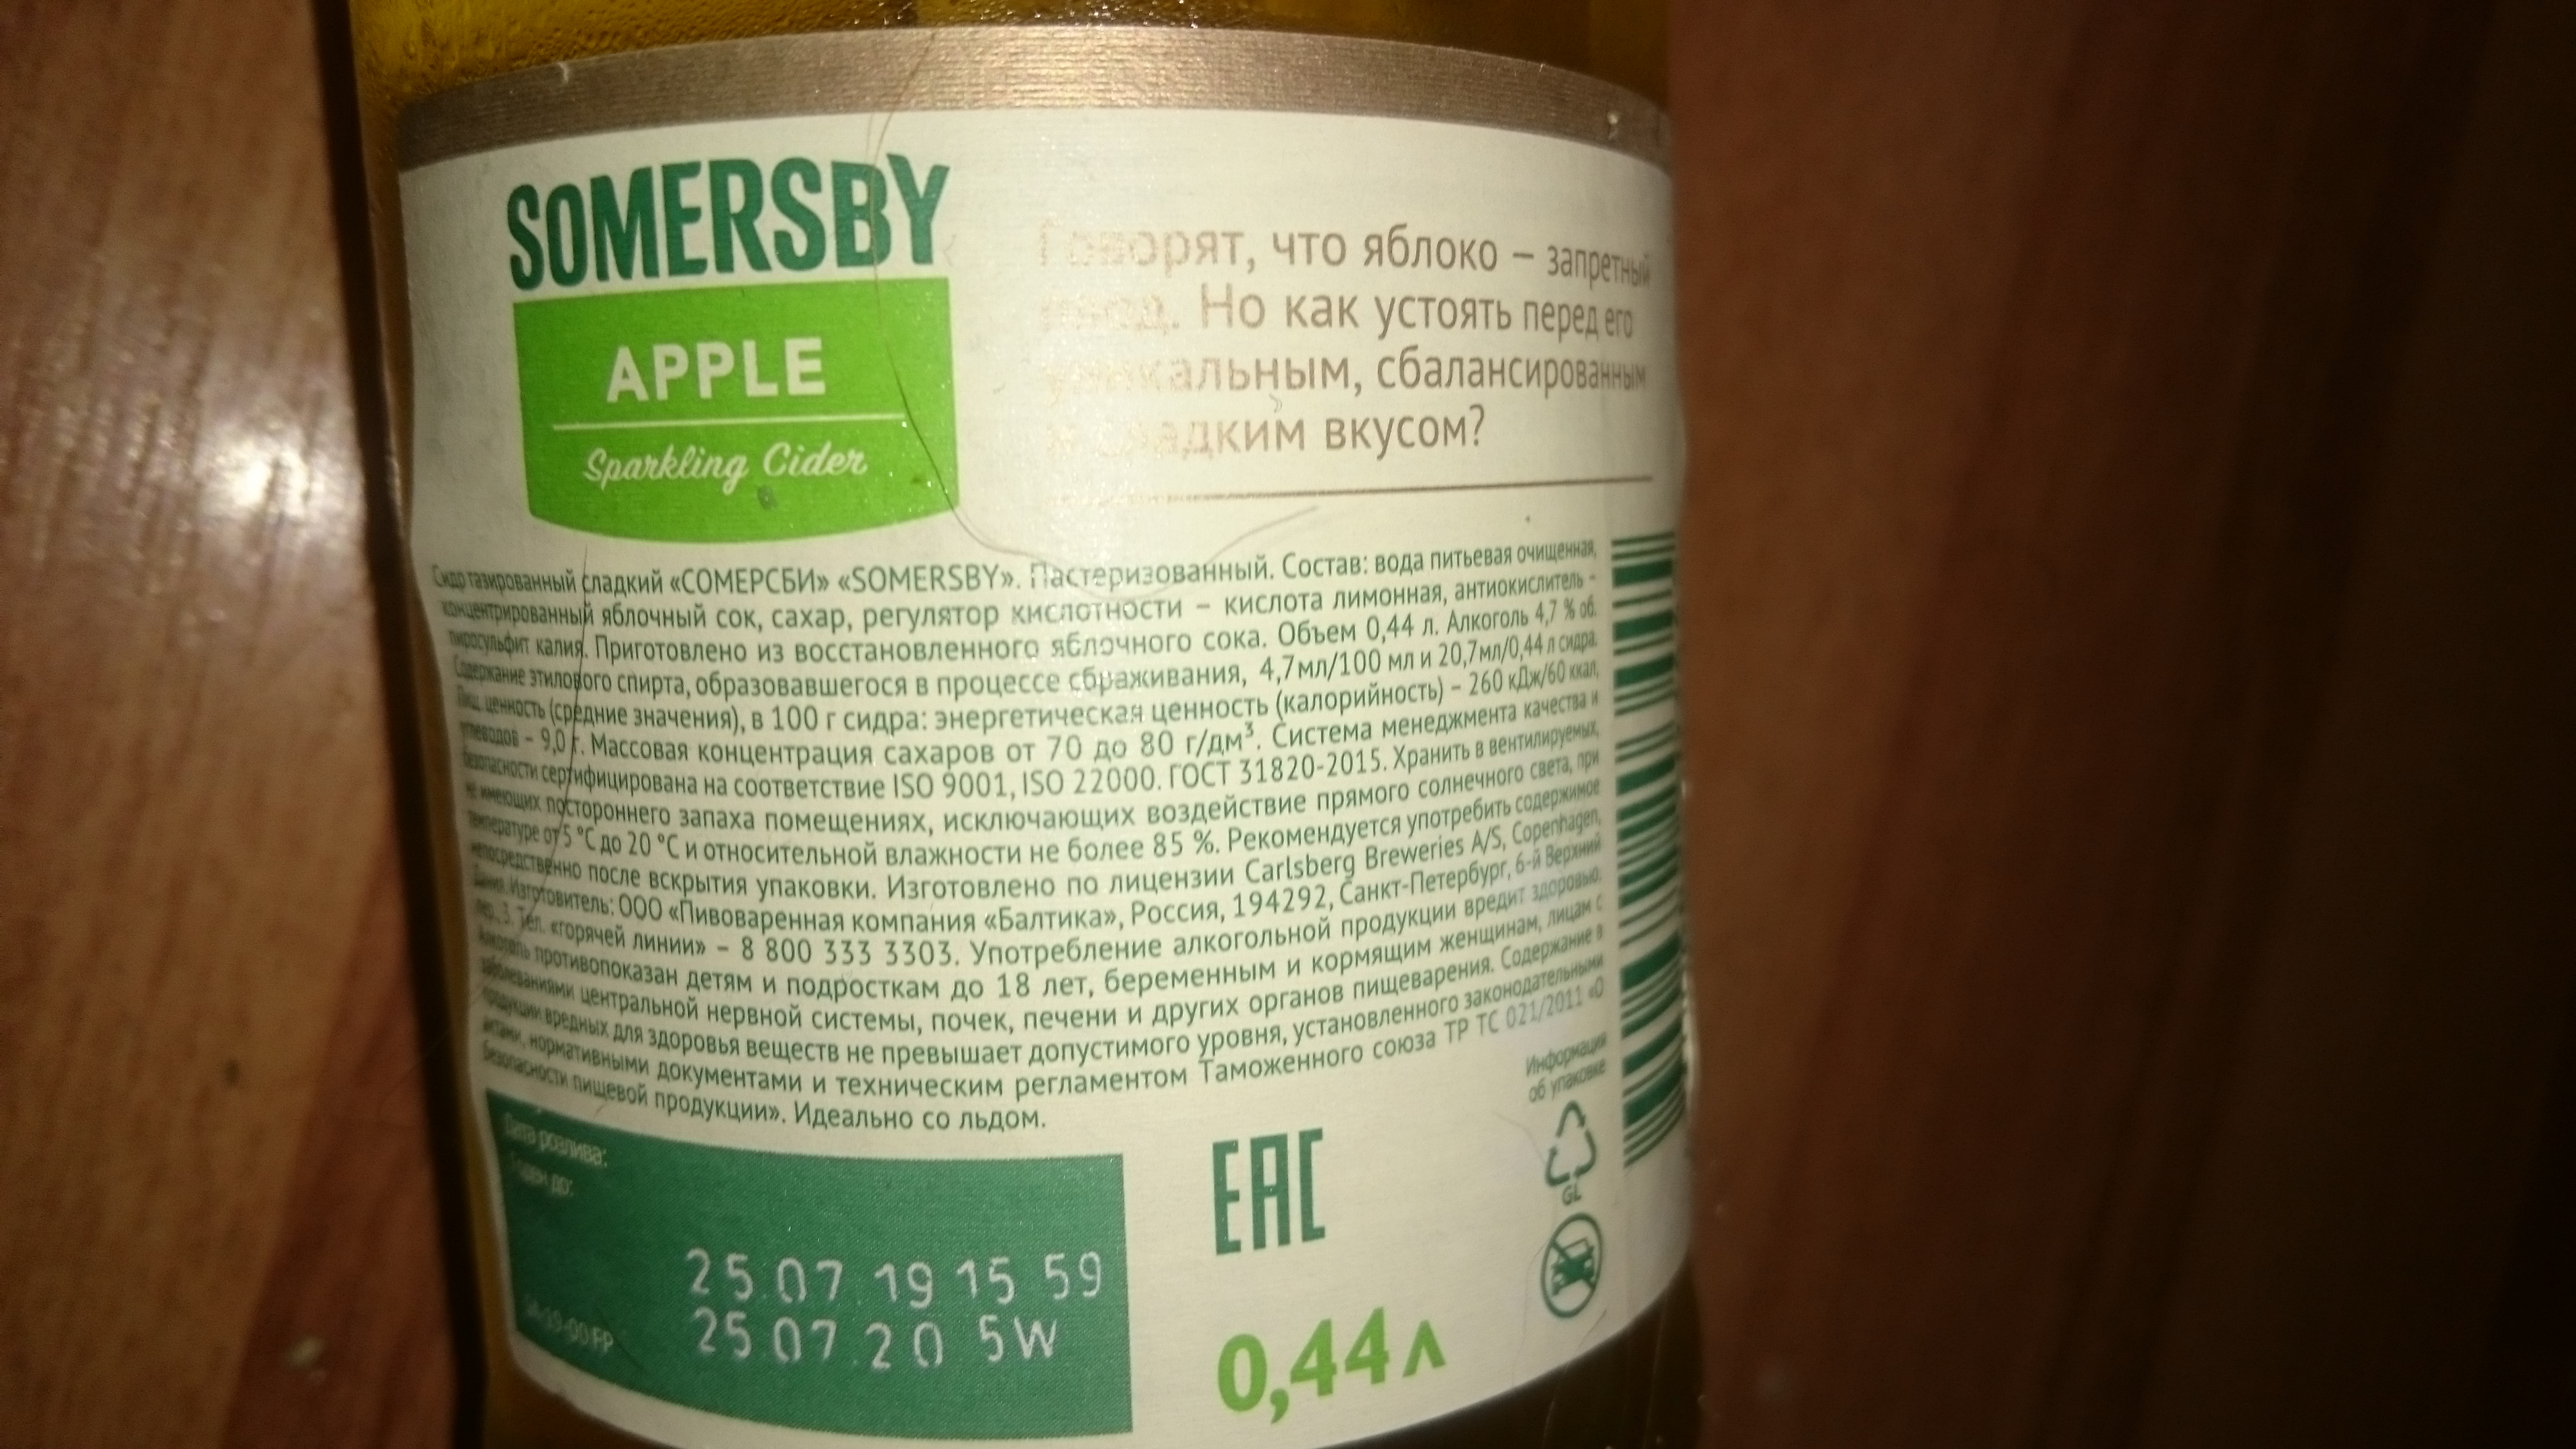 SOMERSBY
APPLE
Sparkling Cider
Говорят, что яблоко – запретный
плод. Но как устоять перед его
уникальным, сбалансированным
и сладким вкусом?
Сидр газированный сладкий «СОМЕРСБИ» «SOMERSBY». Пастеризованный. Состав: вода питьевая очищенная,
концентрированный яблочный сок, сахар, регулятор кислотности – кислота лимонная, антиокислитель –
пиросульфит калия. Приготовлено из восстановленного яблочного сока. Объем 0,44 л. Алкоголь 4,7 % об.
Содержание этилового спирта, образовавшегося в процессе сбраживания, 4,7мл/100 мл и 20,7мл/0,44 л сидра.
Пищ. ценность (средние значения), в 100 г сидра: энергетическая ценность (калорийность) – 260 кДж/60 ккал,
углеводов – 9,0 г. Массовая концентрация сахаров от 70 до 80 г/дм³. Система менеджмента качества и
безопасности сертифицирована на соответствие ISO 9001, ISO 22000. ГОСТ 31820-2015. Хранить в вентилируемых,
не имеющих постороннего запаха помещениях, исключающих воздействие прямого солнечного света, при
температуре от 5 °С до 20 °С и относительной влажности не более 85 %. Рекомендуется употребить содержимое
непосредственно после вскрытия упаковки. Изготовлено по лицензии Carlsberg Breweries A/S, Copenhagen,
Дания. Изготовитель: ООО «Пивоваренная компания «Балтика», Россия, 194292, Санкт-Петербург, 6-й Верхний
пер., 3. Тел. «горячей линии» – 8 800 333 3303. Употребление алкогольной продукции вредит здоровью.
Алкоголь противопоказан детям и подросткам до 18 лет, беременным и кормящим женщинам, лицам с
заболеваниями центральной нервной системы, почек, печени и других органов пищеварения. Содержание в
продукции вредных для здоровья веществ не превышает допустимого уровня, установленного законодательными
актами, нормативными документами и техническим регламентом Таможенного союза ТР ТС 021/2011 «О
безопасности пищевой продукции». Идеально со льдом.
Информация
об упаковке
GL
Дата розлива:
Годен до:
25 07 19 15 59
25 07 20 5W
EAC
0,44 л